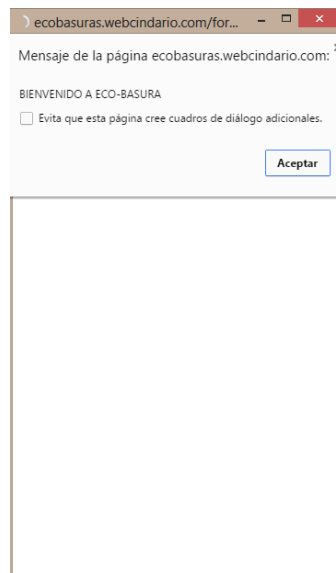 ecobasuras.webcindario.com/for...
Mensaje de la página ecobasuras.webcindario.com:
BIENVENIDO A ECO-BASURA
Evita que esta página cree cuadros de diálogo adicionales.
Aceptar